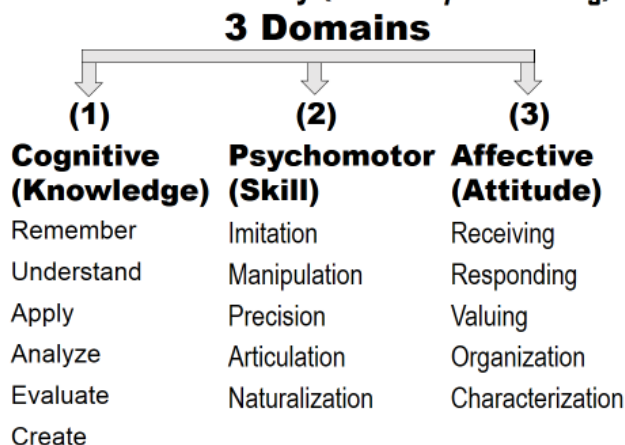 3 Domains
(1)
Cognitive
(Knowledge)
Remember
Understand
Apply
Analyze
Evaluate
Create
(2)
Psychomotor
(Skill)
Imitation
Manipulation
Precision
Articulation
Naturalization
(3)
Affective
(Attitude)
Receiving
Responding
Valuing
Organization
Characterization